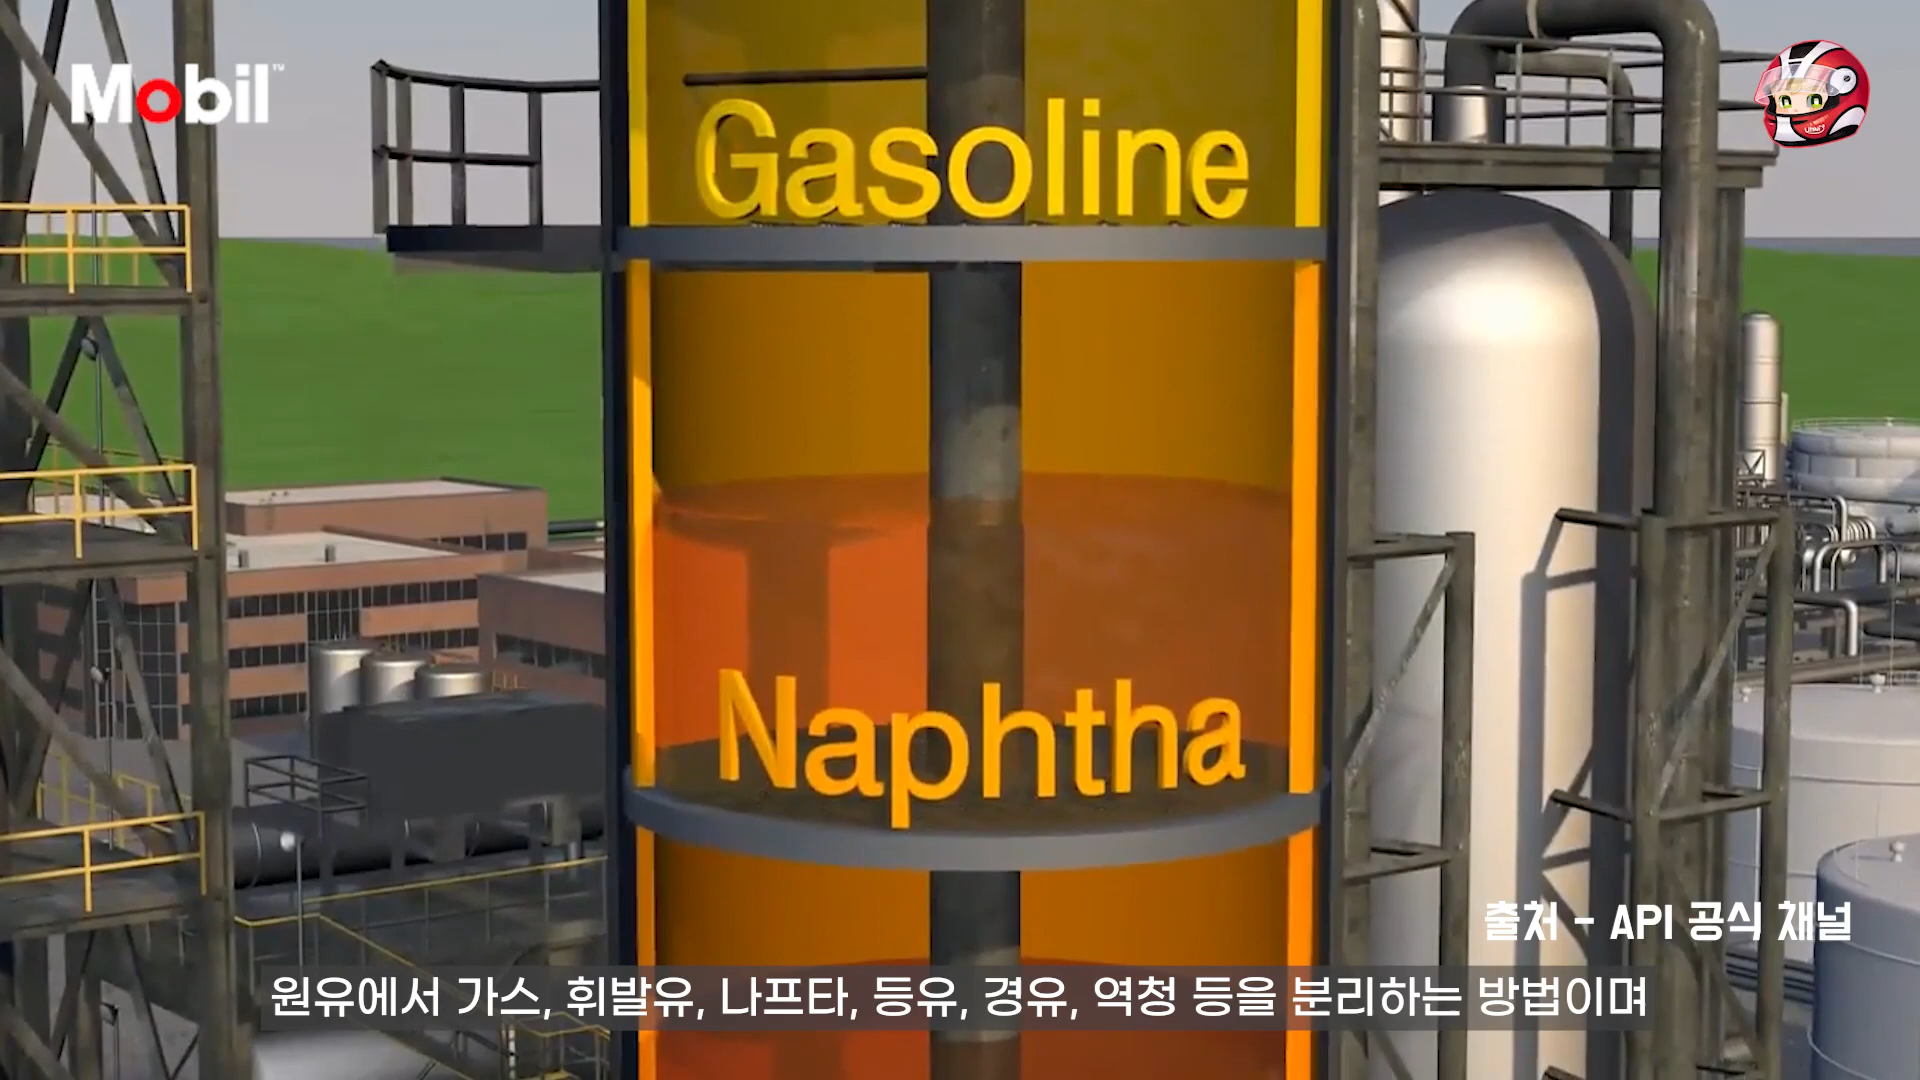 Mobil™
Gasoline
Naphtha
출처 - API 공식 채널
원유에서 가스, 휘발유, 나프타, 등유, 경유, 역청 등을 분리하는 방법이며